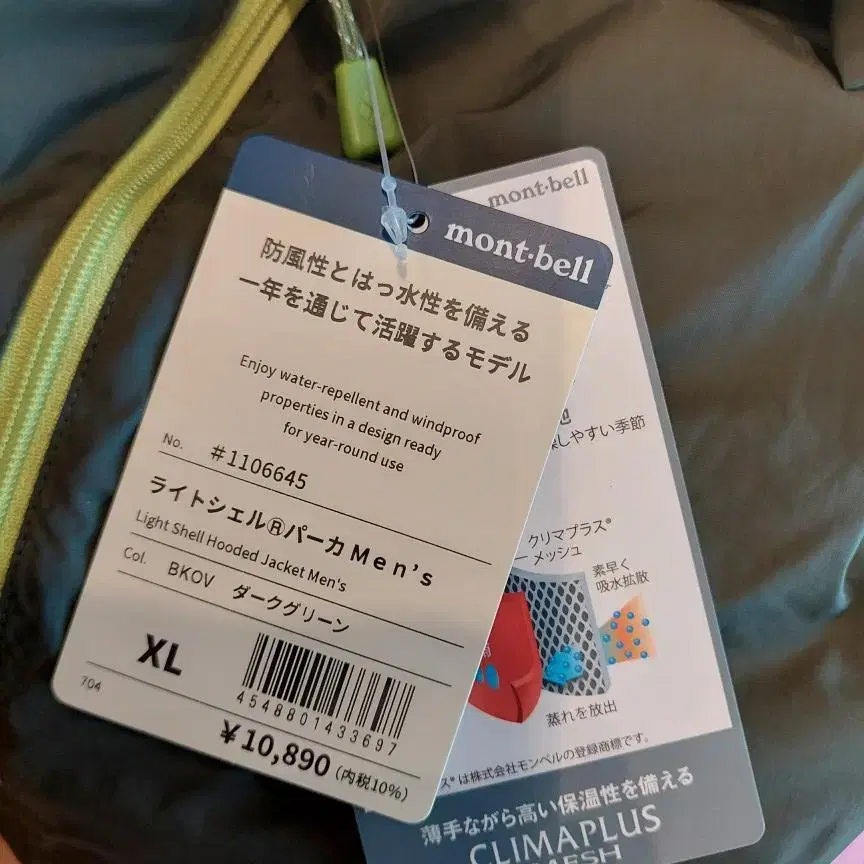 mont·bell
防風性とはっ水性を備える
一年を通じて活躍するモデル
Enjoy water-repellent and windproof
properties in a design ready
for year-round use
No. #1106645
ライトシェル®パーカ Men's
Light Shell Hooded Jacket Men's
Col. BKOV ダークグリーン
XL
704
4548801433697
¥10,890 (内税10%)
mont·bell
しやすい季節
クリマプラス®
メッシュ
素早く
吸水拡散
蒸れを放出
ス® は株式会社モンベルの登録商標です。
薄手ながら高い保温性を備える
CLIMAPLUS
MESH